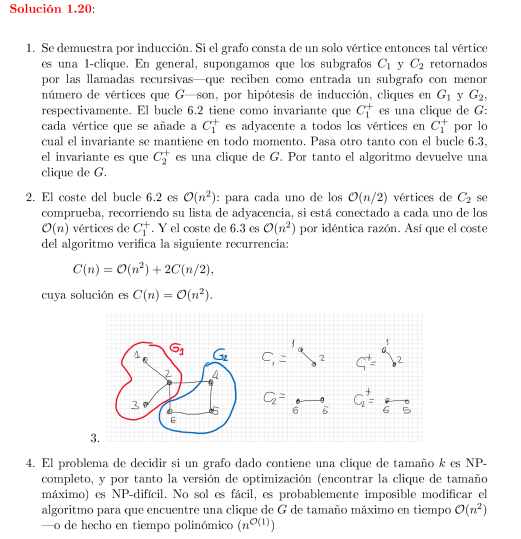 Solución 1.20:
1. Se demuestra por inducción. Si el grafo consta de un solo vértice entonces tal vértice
es una 1-clique. En general, supongamos que los subgrafos C₁ y C₂ retornados
por las llamadas recursivas—que reciben como entrada un subgrafo con menor
número de vértices que G—son, por hipótesis de inducción, cliques en G₁ y G₂,
respectivamente. El bucle 6.2 tiene como invariante que C₁⁺ es una clique de G:
cada vértice que se añade a C₁⁺ es adyacente a todos los vértices en C₁⁺ por lo
cual el invariante se mantiene en todo momento. Pasa otro tanto con el bucle 6.3,
el invariante es que C₂⁺ es una clique de G. Por tanto el algoritmo devuelve una
clique de G.
2. El coste del bucle 6.2 es O(n²): para cada uno de los O(n/2) vértices de C₂ se
comprueba, recorriendo su lista de adyacencia, si está conectado a cada uno de los
O(n) vértices de C₁⁺. Y el coste de 6.3 es O(n²) por idéntica razón. Así que el coste
del algoritmo verifica la siguiente recurrencia:
C(n) = O(n²) + 2C(n/2),
cuya solución es C(n) = O(n²).
G₁ G₂ C₁ = 1 2 C₁⁺ = 1 2
1 2 4
3 6 5 C₂ = 6 5 C₂⁺ = 6 5
3.
4. El problema de decidir si un grafo dado contiene una clique de tamaño k es NP-
completo, y por tanto la versión de optimización (encontrar la clique de tamaño
máximo) es NP-difícil. No sol es fácil, es probablemente imposible modificar el
algoritmo para que encuentre una clique de G de tamaño máximo en tiempo O(n²)
—o de hecho en tiempo polinómico (n^O(1))